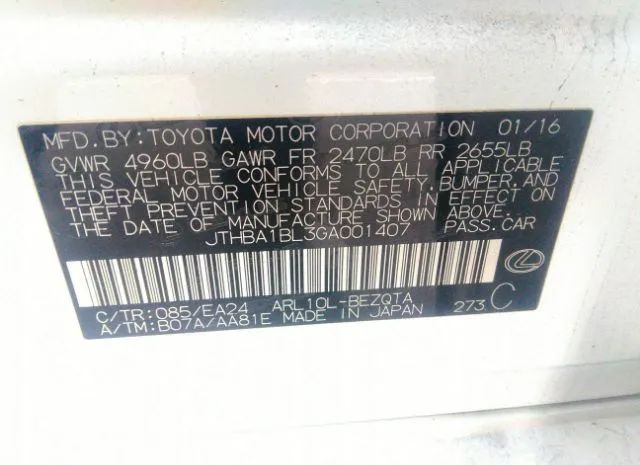 MFD.BY:TOYOTA MOTOR CORPORATION 01/16
GVWR 4960LB GAWR FR 2470LB RR 2655LB
THIS VEHICLE CONFORMS TO ALL APPLICABLE
FEDERAL MOTOR VEHICLE SAFETY,BUMPER,AND
THEFT PREVENTION STANDARDS IN EFFECT ON
THE DATE OF MANUFACTURE SHOWN ABOVE.
JTHBA1BL3GA001407 PASS.CAR
C/TR:085/EA24 ARL10L-BEZQTA 273 C
A/TM:B07A/AA81E MADE IN JAPAN